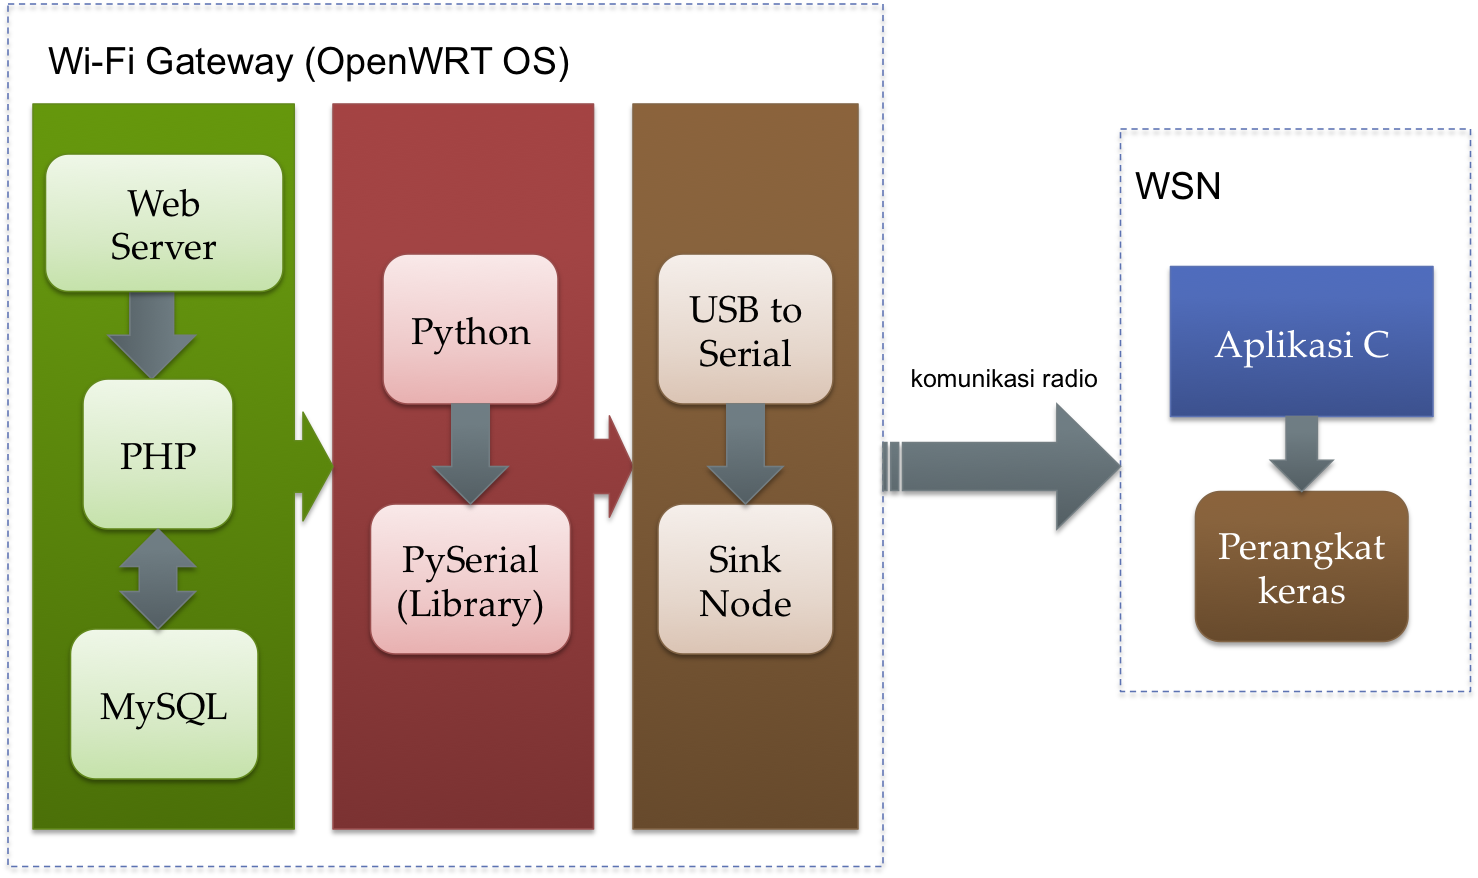 Wi-Fi Gateway (OpenWRT OS)
Web
Server
PHP
MySQL
Python
PySerial
(Library)
USB to
Serial
Sink
Node
komunikasi radio
WSN
Aplikasi C
Perangkat
keras